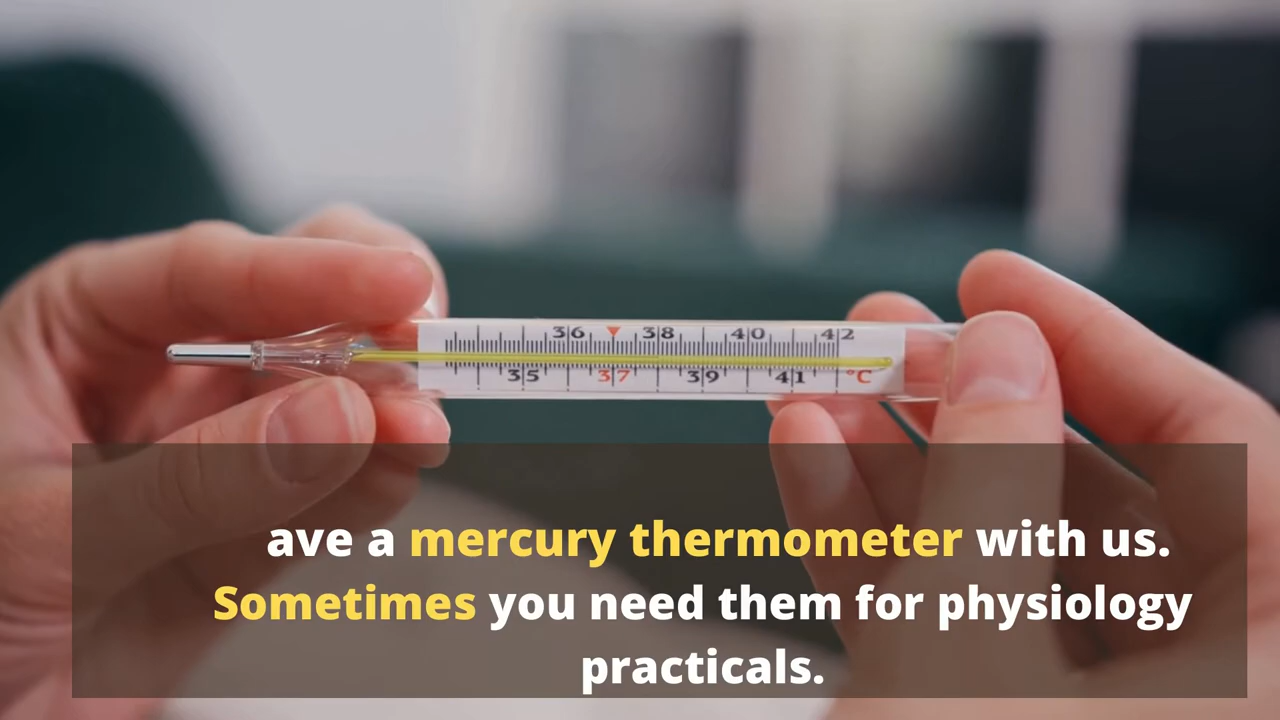 36 38 40 42
35 37 39 41 °C
ave a mercury thermometer with us.
Sometimes you need them for physiology
practicals.